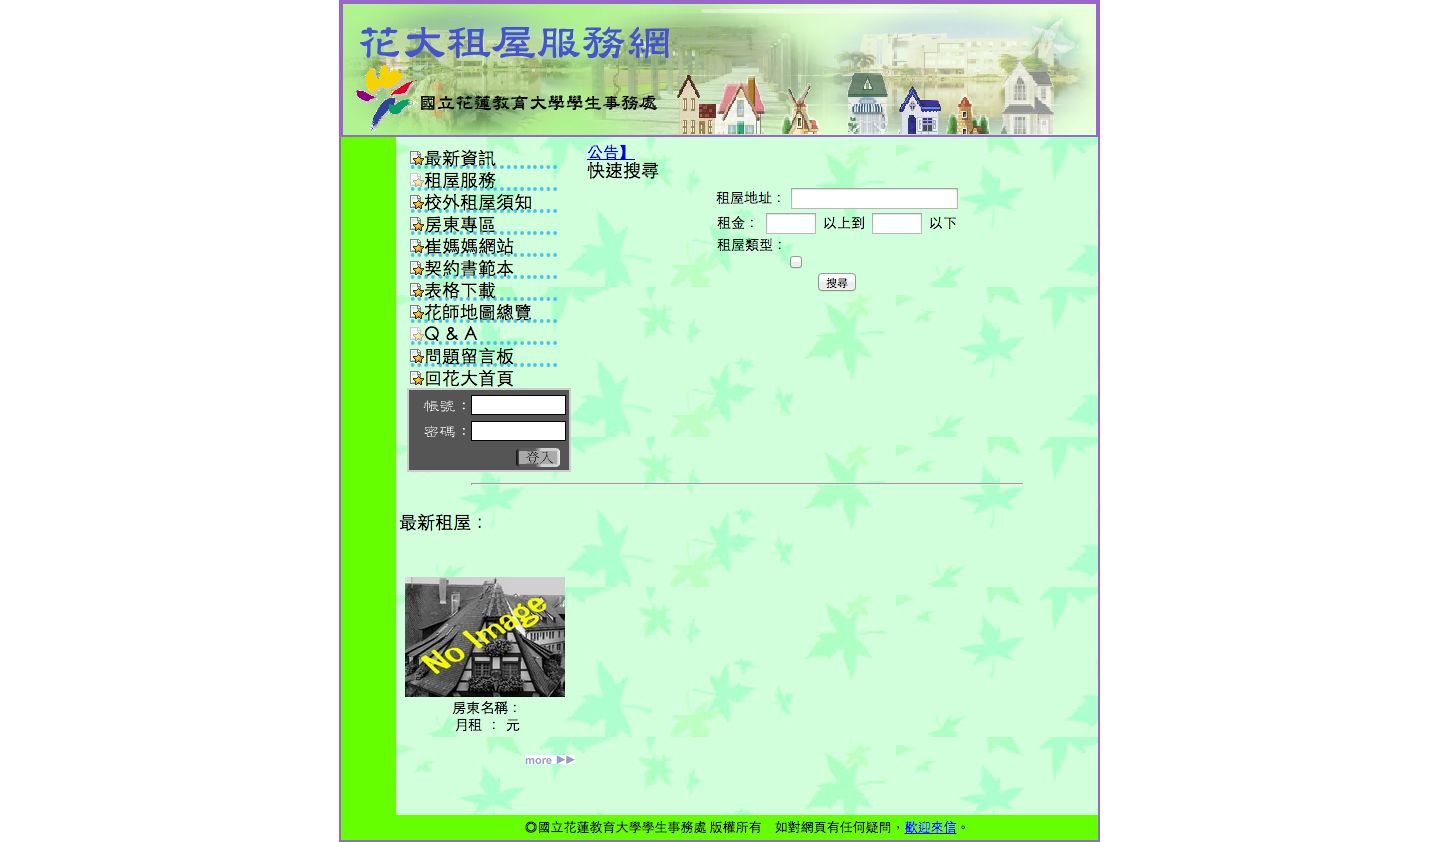 花大租屋服務網
國立花蓮教育大學學生事務處
最新資訊
租屋服務
校外租屋須知
房東專區
崔媽媽網站
契約書範本
表格下載
花師地圖總覽
Q & A
問題留言板
回花大首頁
帳號：
密碼：
登入
公告】
快速搜尋
租屋地址：
租金： 以上到 以下
租屋類型：
搜尋
最新租屋：
No Image
房東名稱：
月租 ： 元
more
◎國立花蓮教育大學學生事務處 版權所有　如對網頁有任何疑問，歡迎來信。